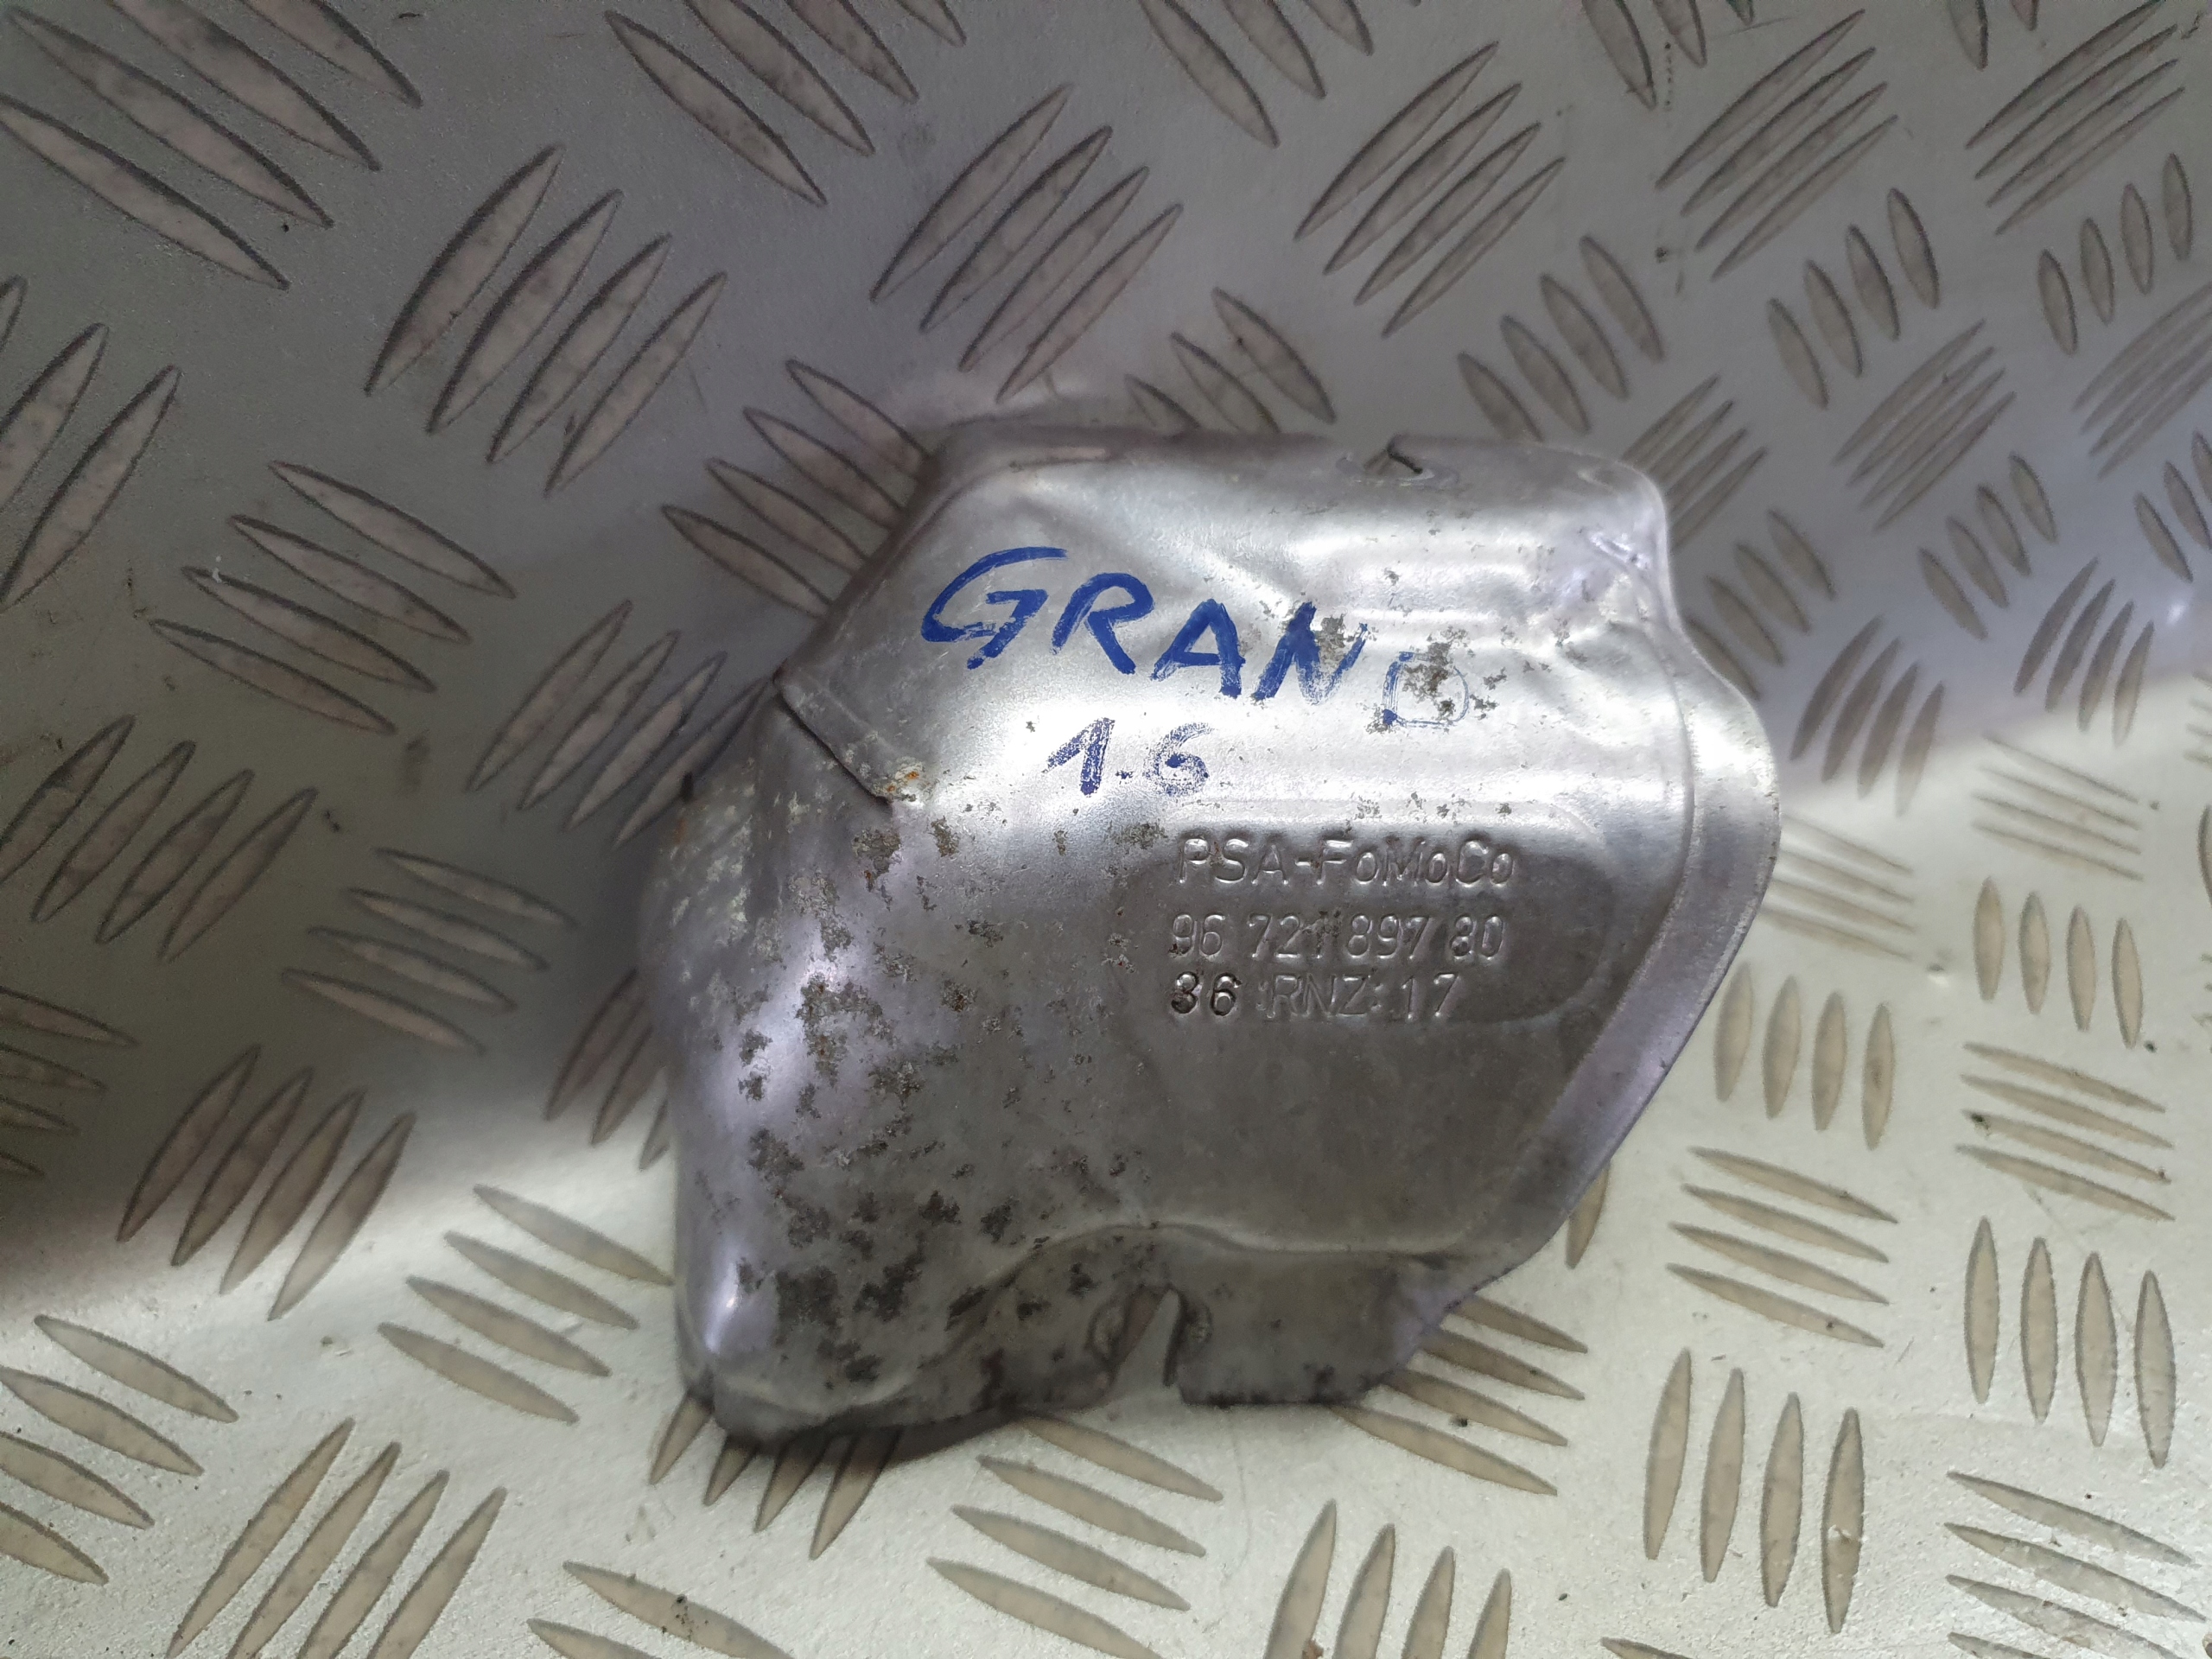 GRAND
1.6
PSA-FoMoCo
96 721 897 80
36 RNZ 17